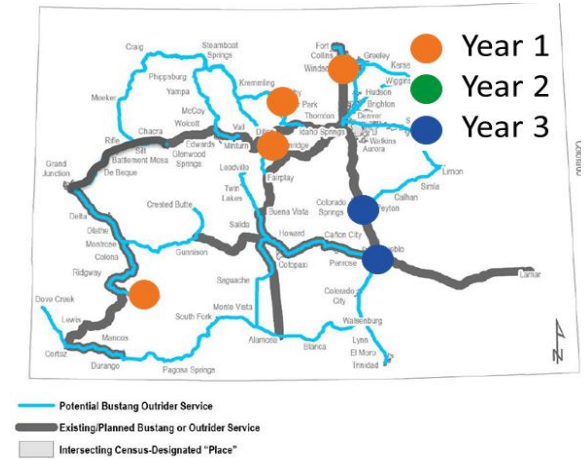 Year 1
Year 2
Year 3
Craig
Steamboat
Springs
Fort
Collins
Greeley
Windsor
Kersey
Wiggins
Phippsburg
Kremmling
Yampa
Hudson
Brighton
Meeker
McCoy
Park
Thornton
Denver
Wolcott
Vail
Dillon
Idaho Springs
Rifle
Chacra
Silt
Edwards
Minturn
Watkins
Aurora
Battlement Mesa
Glenwood
Springs
De Beque
Grand
Junction
Leadville
Fairplay
Limon
Twin
Lakes
Simla
Calhan
Colorado
Springs
Peyton
Crested Butte
Buena Vista
Delta
Olathe
Montrose
Colona
Salida
Howard
Cañon City
Gunnison
Cotopaxi
Penrose
Ridgway
Lamar
Saguache
Colorado
City
Dove Creek
Monte Vista
Lewis
South Fork
Walsenburg
Mancos
Alamosa
Blanca
Lynn
El Moro
Trinidad
Cortez
Durango
Pagosa Springs
N
Potential Bustang Outrider Service
Existing/Planned Bustang or Outrider Service
Intersecting Census-Designated "Place"